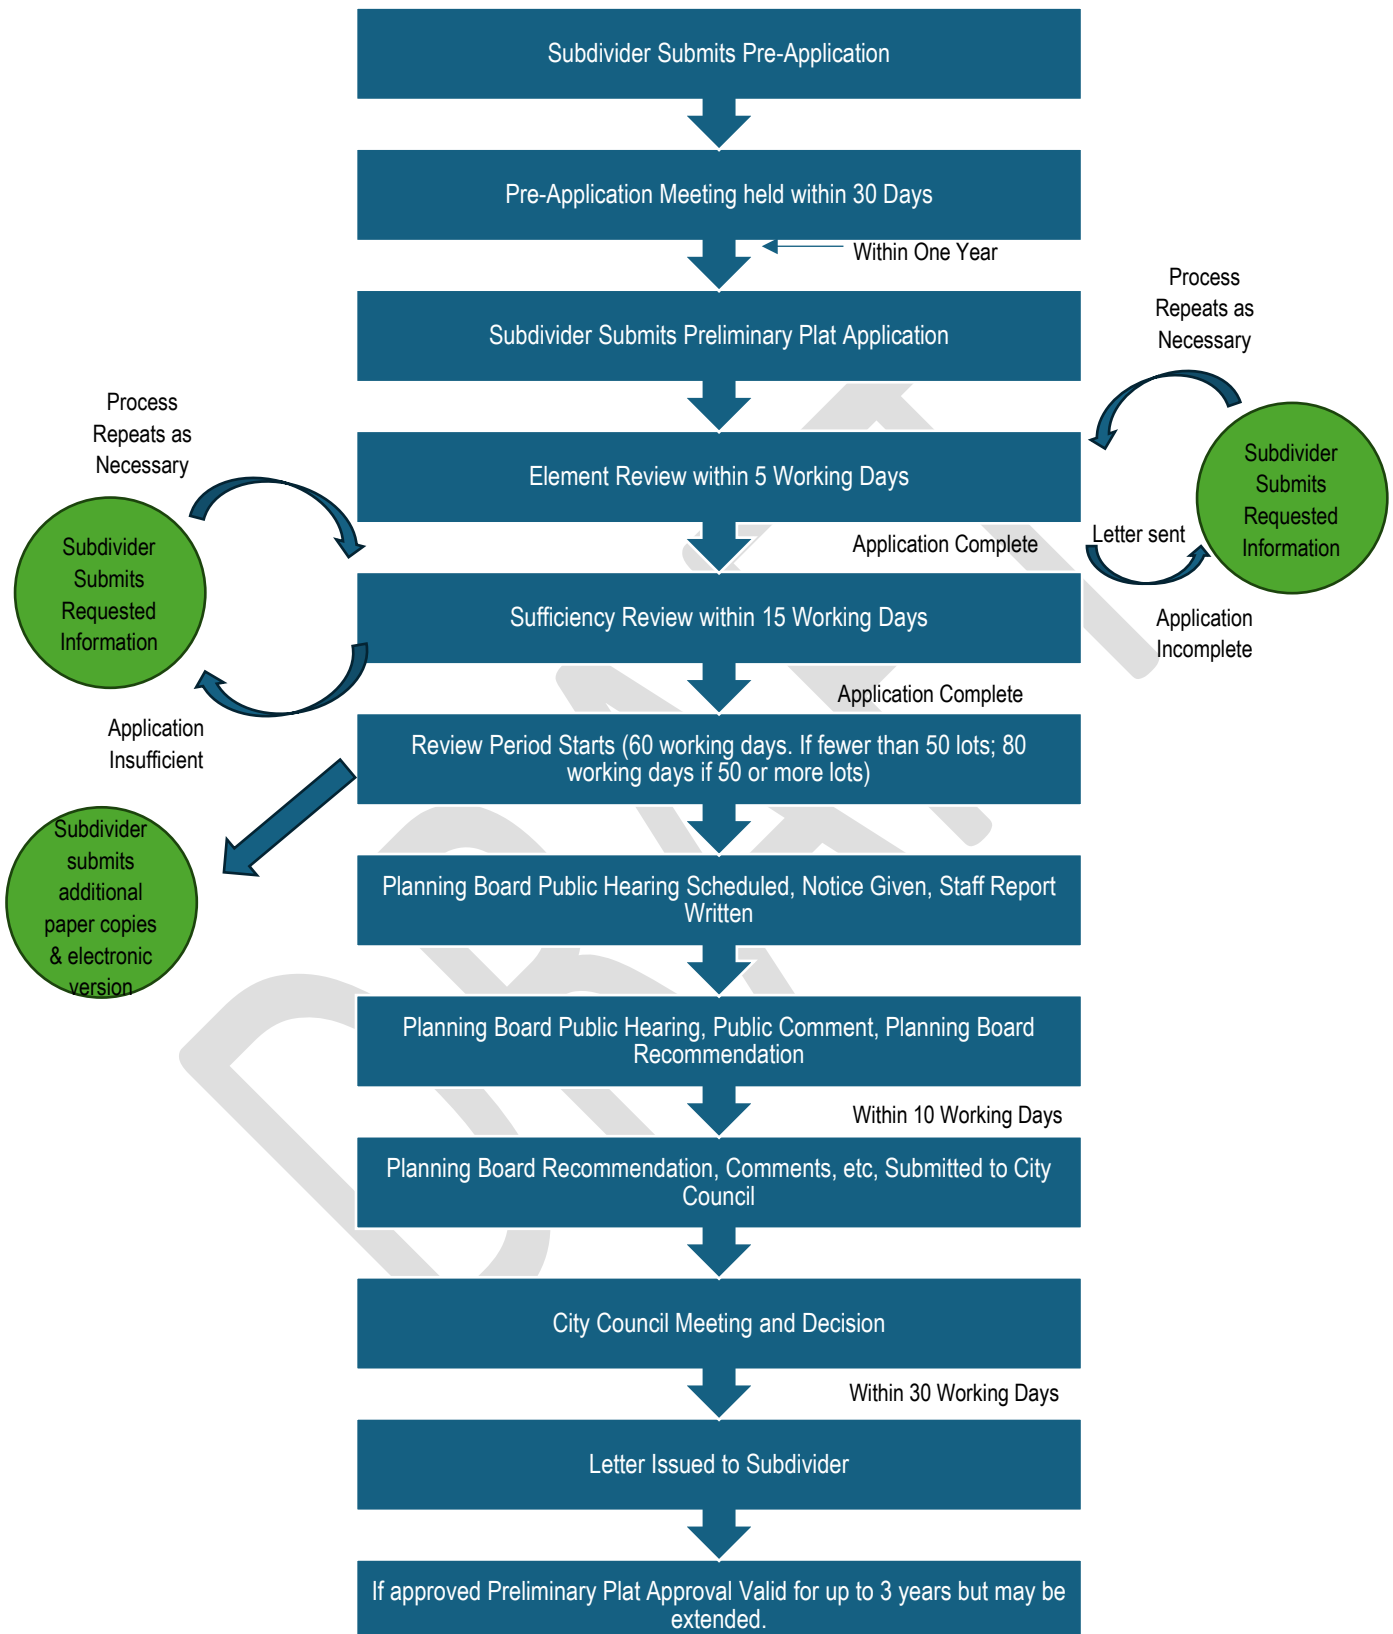 Subdivider Submits Pre-Application
Pre-Application Meeting held within 30 Days
Within One Year
Subdivider Submits Preliminary Plat Application
Process
Repeats as
Necessary
Element Review within 5 Working Days
Subdivider
Submits
Requested
Information
Application Complete
Letter sent
Application
Incomplete
Process
Repeats as
Necessary
Subdivider
Submits
Requested
Information
Sufficiency Review within 15 Working Days
Application
Insufficient
Application Complete
Review Period Starts (60 working days. If fewer than 50 lots; 80
working days if 50 or more lots)
Subdivider
submits
additional
paper copies
& electronic
version
Planning Board Public Hearing Scheduled, Notice Given, Staff Report
Written
Planning Board Public Hearing, Public Comment, Planning Board
Recommendation
Within 10 Working Days
Planning Board Recommendation, Comments, etc, Submitted to City
Council
City Council Meeting and Decision
Within 30 Working Days
Letter Issued to Subdivider
If approved Preliminary Plat Approval Valid for up to 3 years but may be
extended.
DRAFT